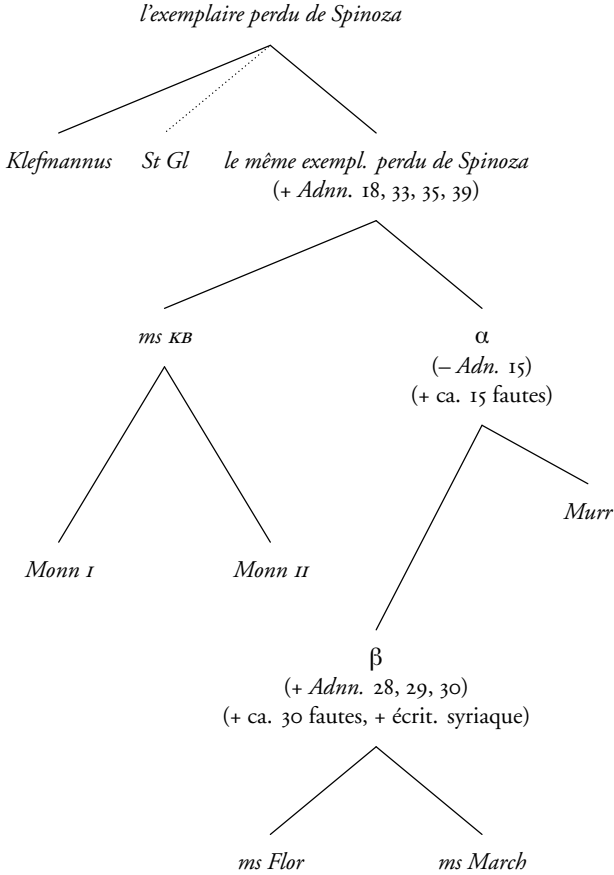 l’exemplaire perdu de Spinoza
Klefmannus St Gl le même exempl. perdu de Spinoza
(+ Adnn. 18, 33, 35, 39)
ms KB α
(– Adn. 15)
(+ ca. 15 fautes)
Murr
Monn I Monn II
β
(+ Adnn. 28, 29, 30)
(+ ca. 30 fautes, + écrit. syriaque)
ms Flor ms March